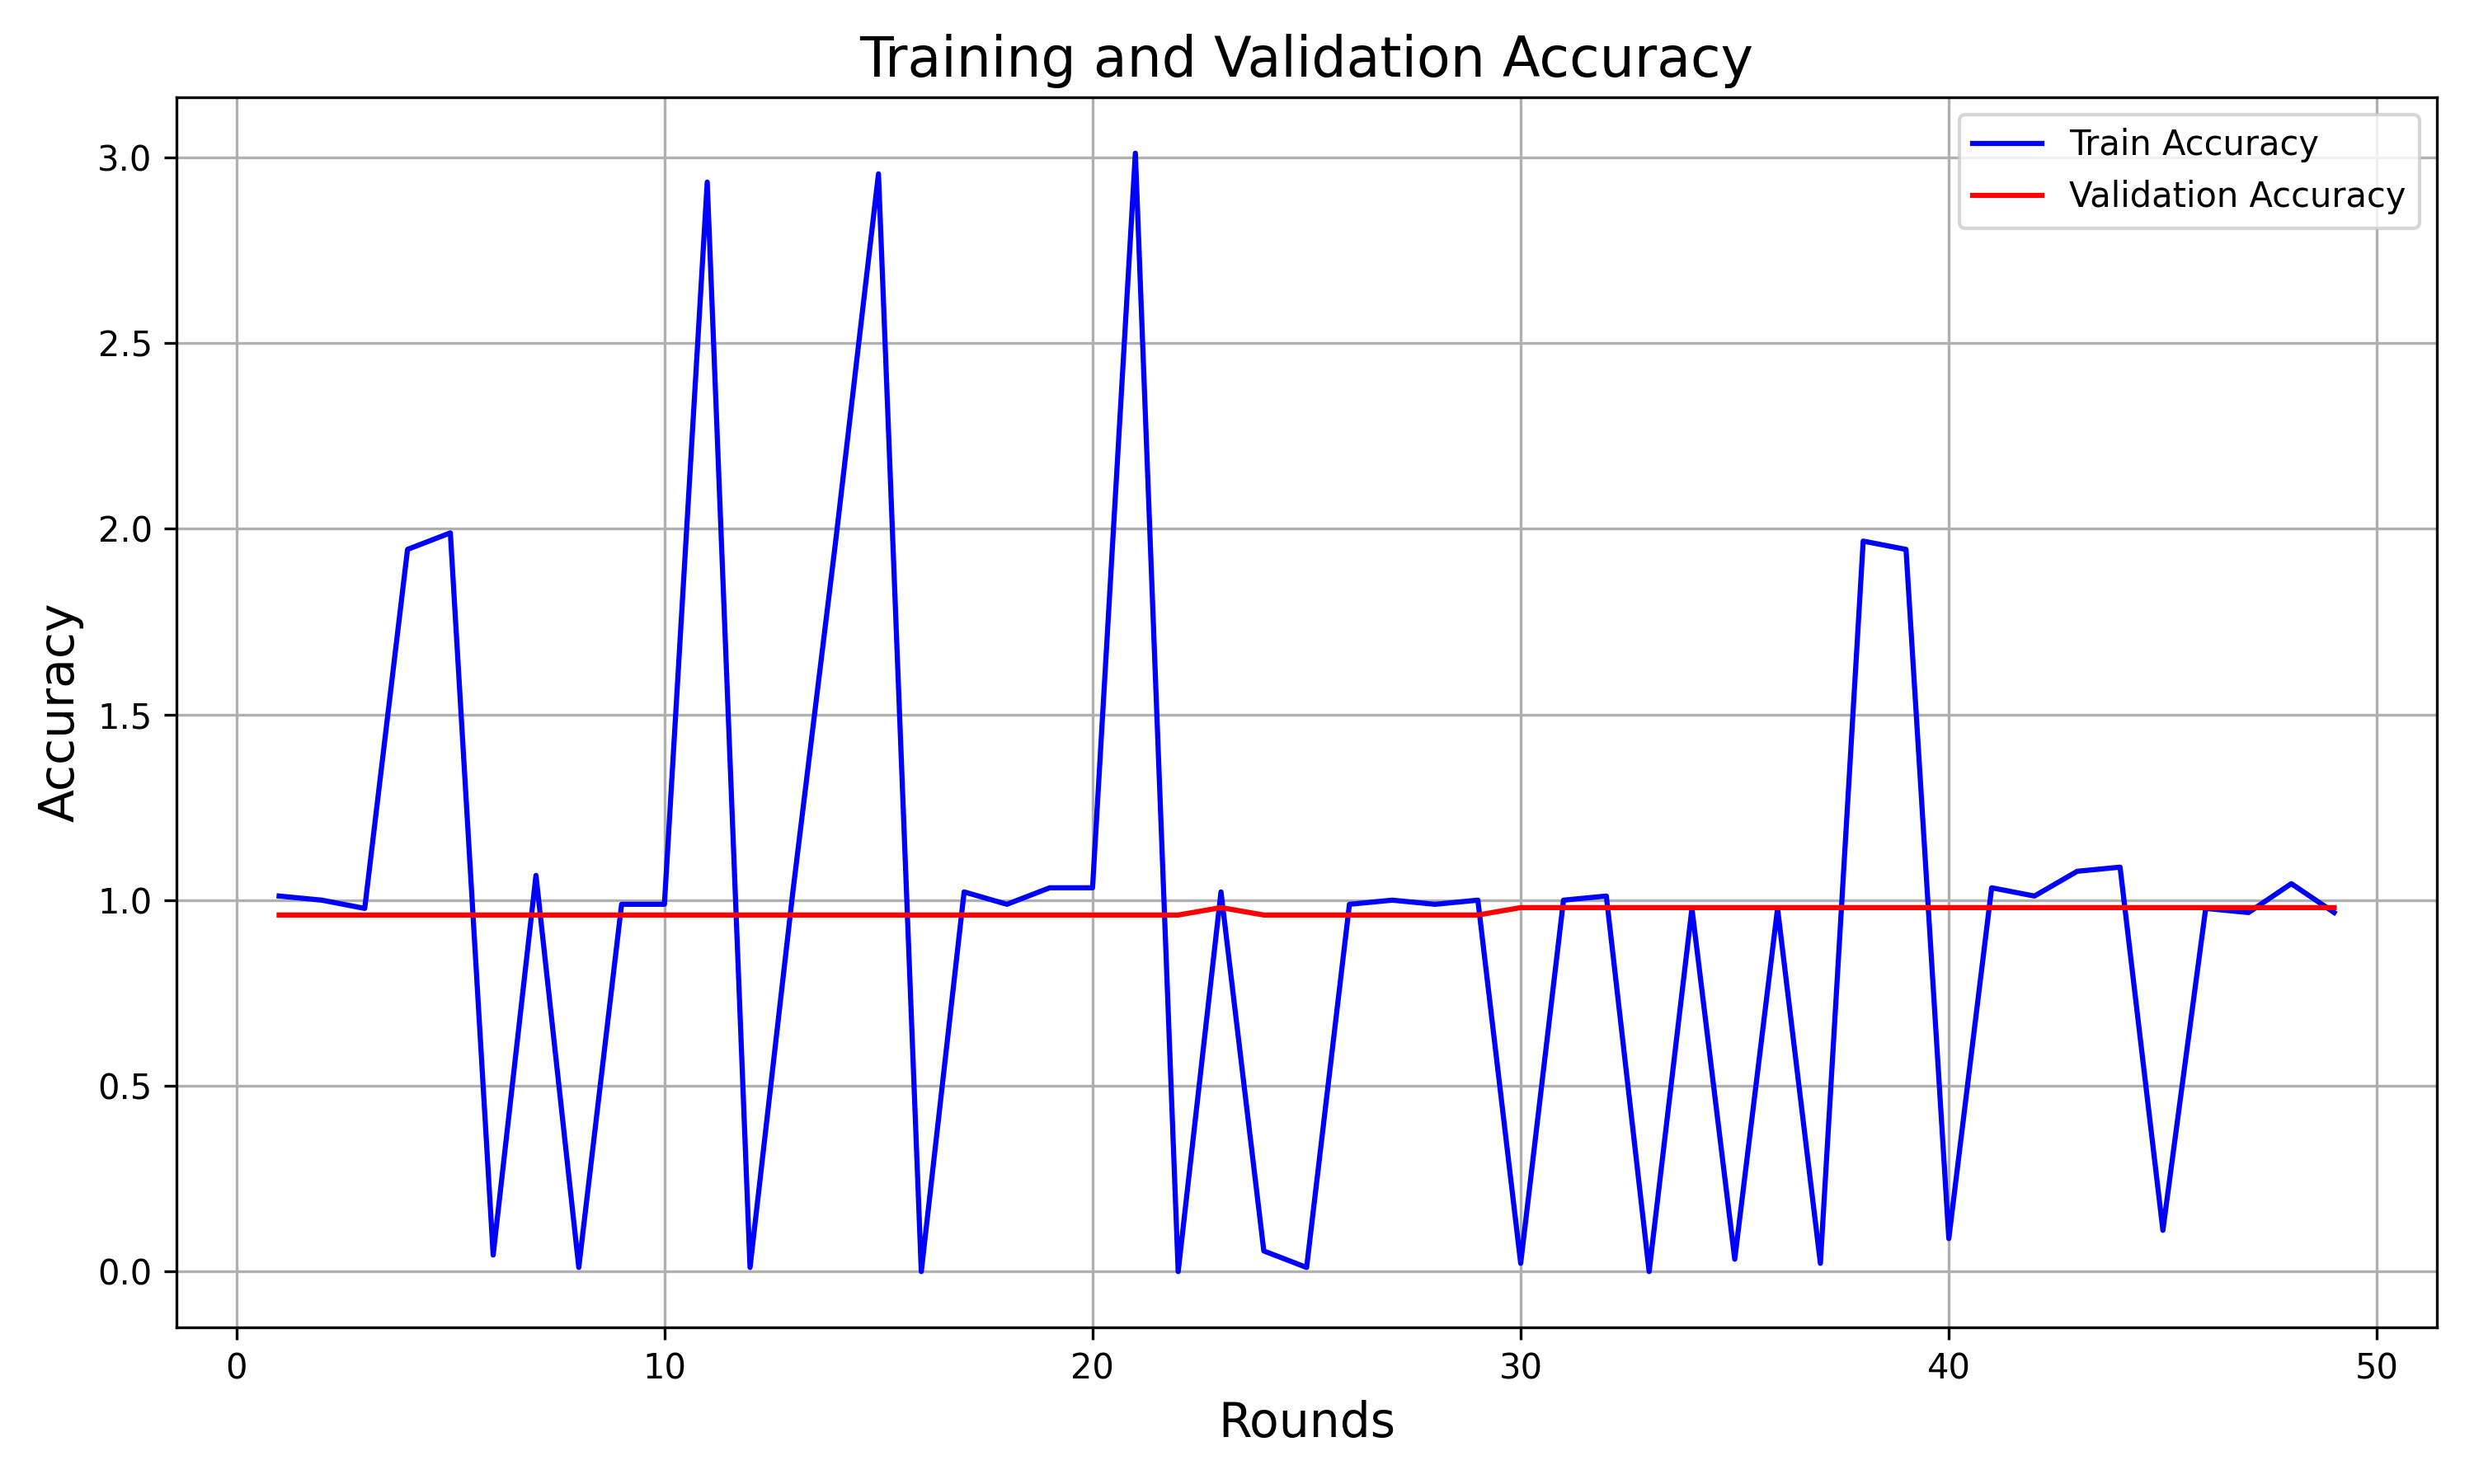 Training and Validation Accuracy
Train Accuracy
Validation Accuracy
3.0
2.5
2.0
1.5
1.0
0.5
0.0
Accuracy
0 10 20 30 40 50
Rounds